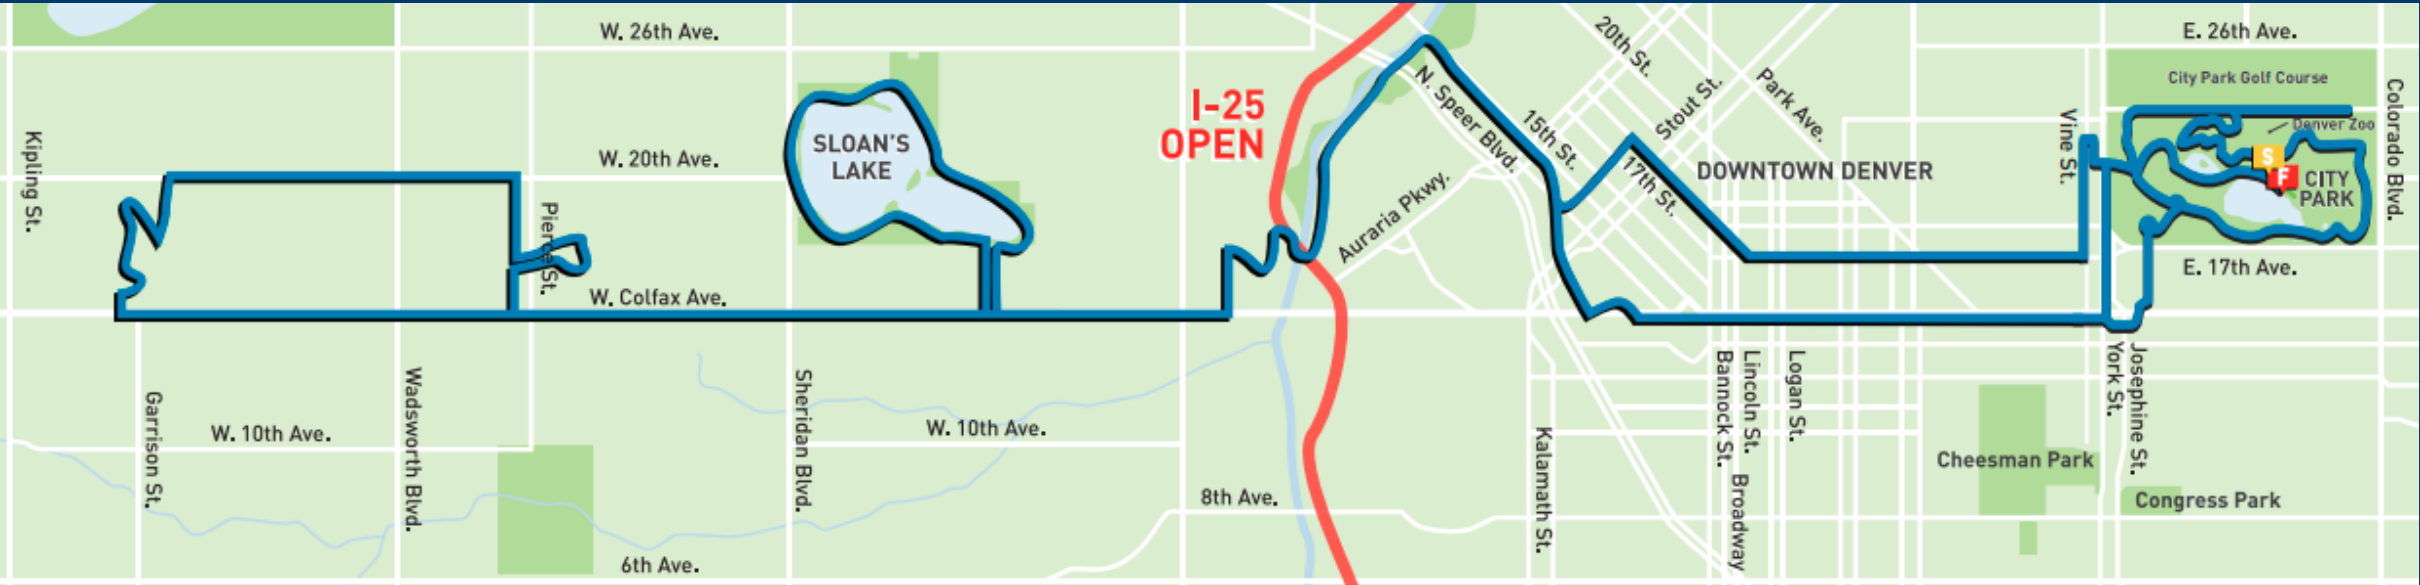 W. 26th Ave.
E. 26th Ave.
20th St.
City Park Golf Course
Park Ave.
Stout St.
Colorado Blvd.
I-25
OPEN
N. Speer Blvd.
15th St.
Vine St.
Denver Zoo
Kipling St.
W. 20th Ave.
SLOAN'S
LAKE
17th St.
DOWNTOWN DENVER
S
F
CITY
PARK
Auraria Pkwy.
Pierce St.
E. 17th Ave.
W. Colfax Ave.
York St.
Josephine St.
Bannock St.
Lincoln St.
Logan St.
Garrison St.
Wadsworth Blvd.
Sheridan Blvd.
W. 10th Ave.
W. 10th Ave.
Kalamath St.
Broadway
Cheesman Park
8th Ave.
Congress Park
6th Ave.